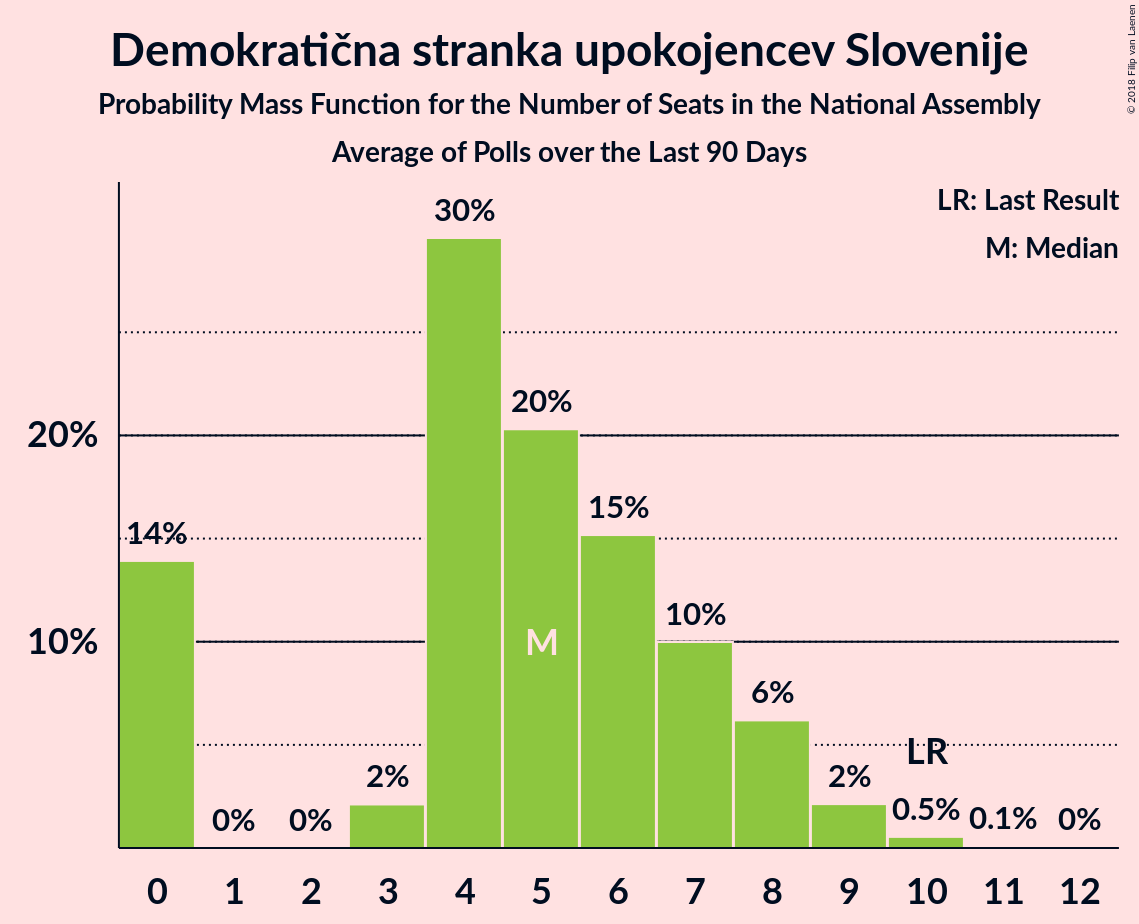 Demokratična stranka upokojencev Slovenije
Probability Mass Function for the Number of Seats in the National Assembly
Average of Polls over the Last 90 Days
© 2018 Filip van Laenen
LR: Last Result
M: Median
30%
20%
20%
15%
14%
10%
10%
M
6%
LR
2%
2%
0%
0%
0.5%
0.1%
0%
0 1 2 3 4 5 6 7 8 9 10 11 12